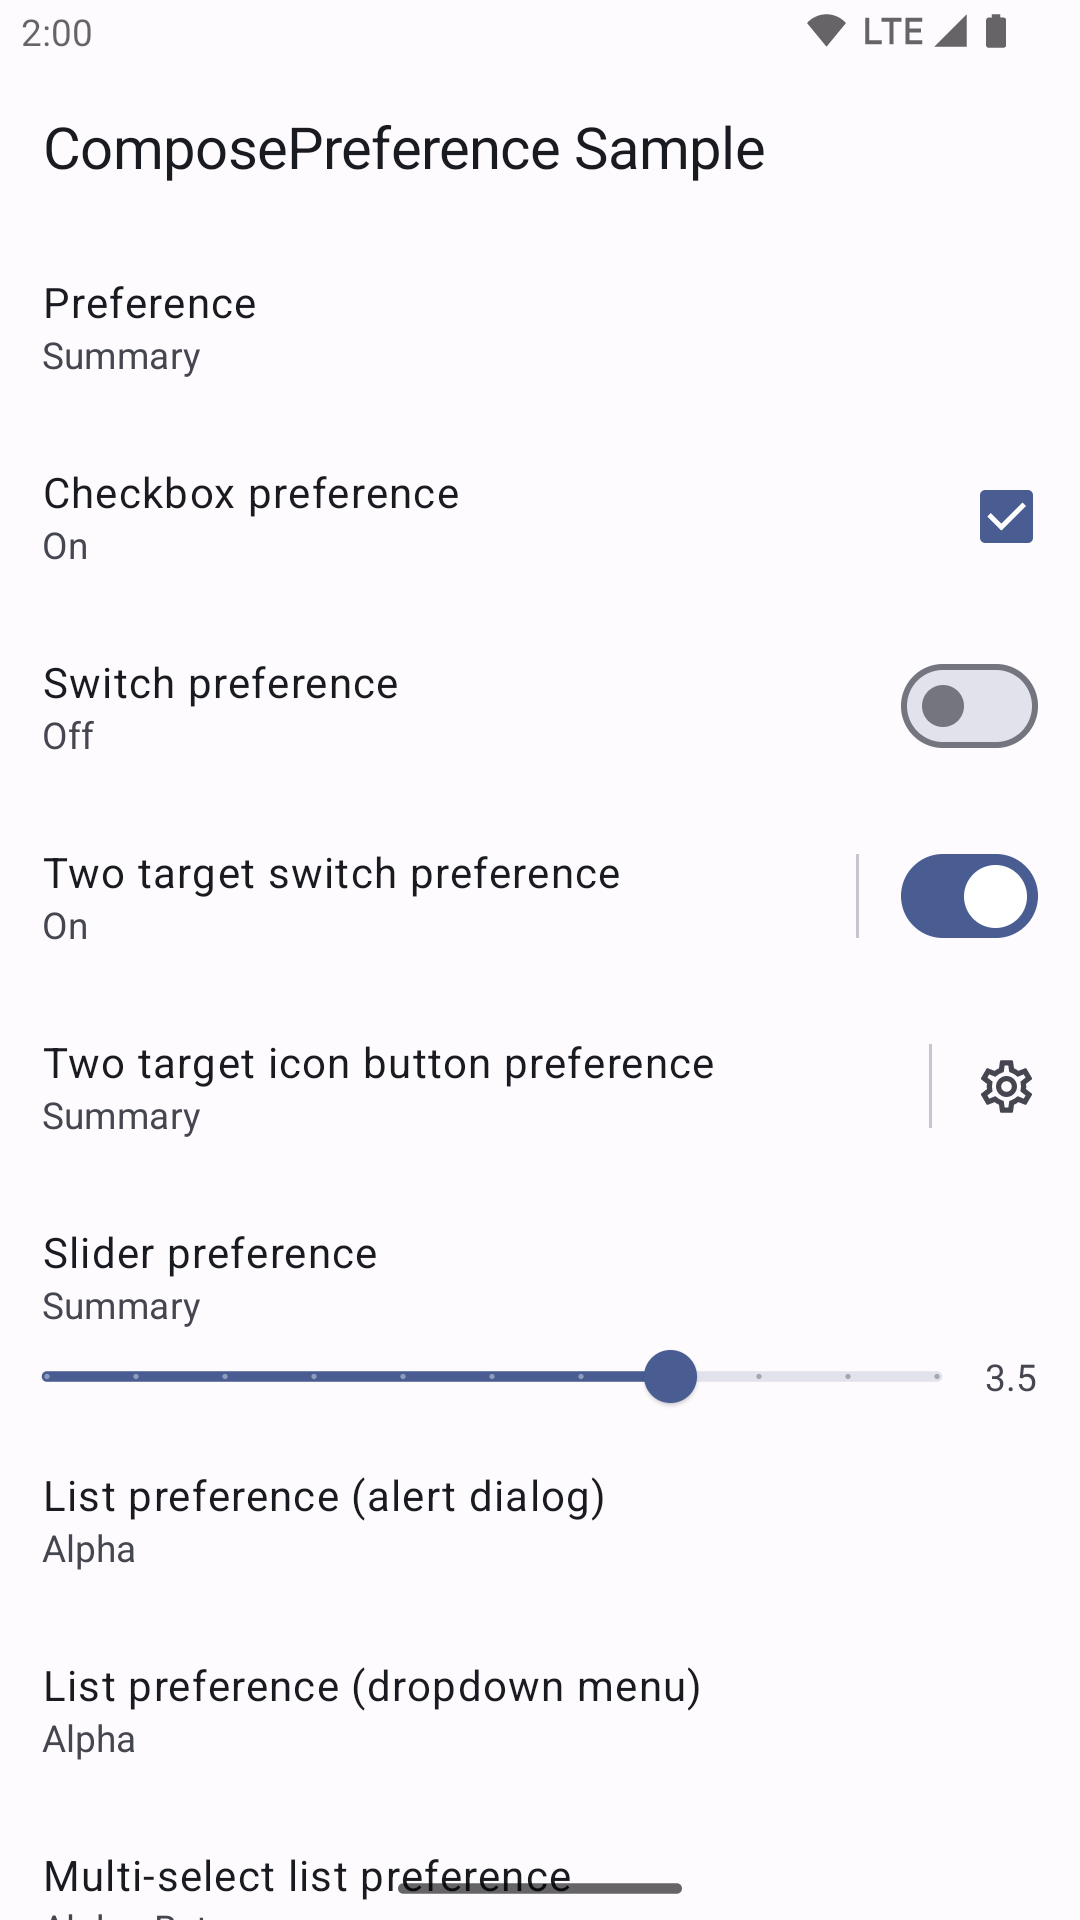 2:00 LTE
ComposePreference Sample
Preference
Summary
Checkbox preference
On
Switch preference
Off
Two target switch preference
On
Two target icon button preference
Summary
Slider preference
Summary
3.5
List preference (alert dialog)
Alpha
List preference (dropdown menu)
Alpha
Multi-select list preference